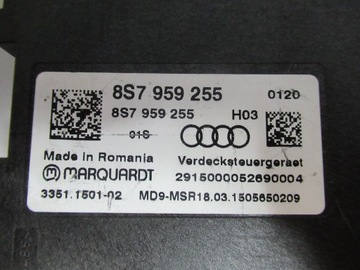 8S7 959 255 0120
8S7 959 255 H03
01S
Made in Romania Verdecksteuergeraet
MARQUARDT 2915000052690004
3351.1501-02 MD9-MSR18.03.1505650209